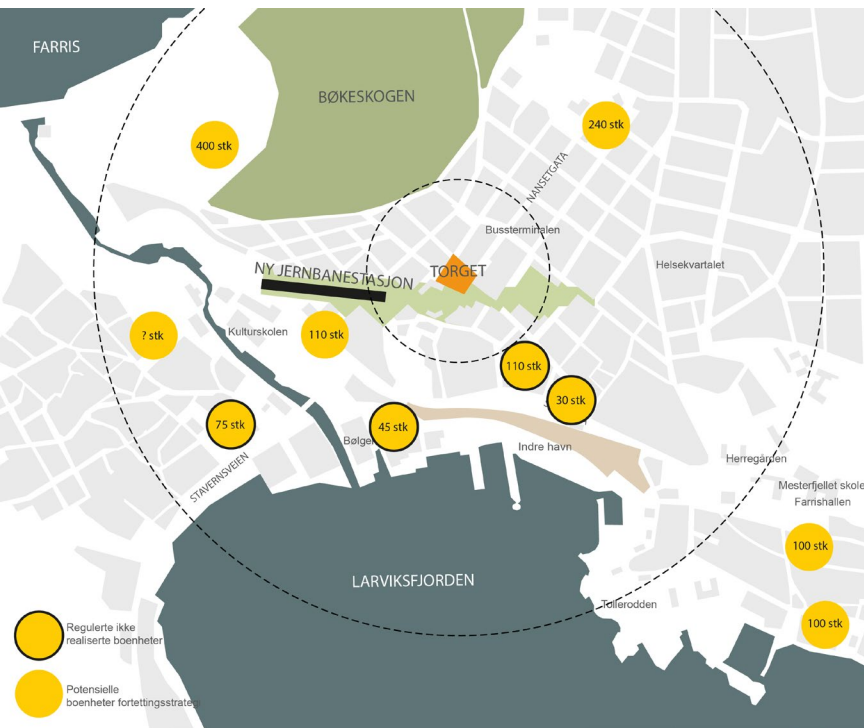 FARRIS
BØKESKOGEN
240 stk
400 stk
NANSETGATA
Bussterminalen
Helsekvartalet
NY JERNBANESTASJON
TORGET
? stk
Kulturskolen
110 stk
110 stk
30 stk
75 stk
45 stk
Bølgen
Indre havn
STAVERNSVEIEN
Herregården
Mesterfjellet skole
Farrishallen
100 stk
LARVIKSFJORDEN
Tollerodden
100 stk
Regulerte ikke
realiserte boenheter
Potensielle
boenheter fortettingsstrategi